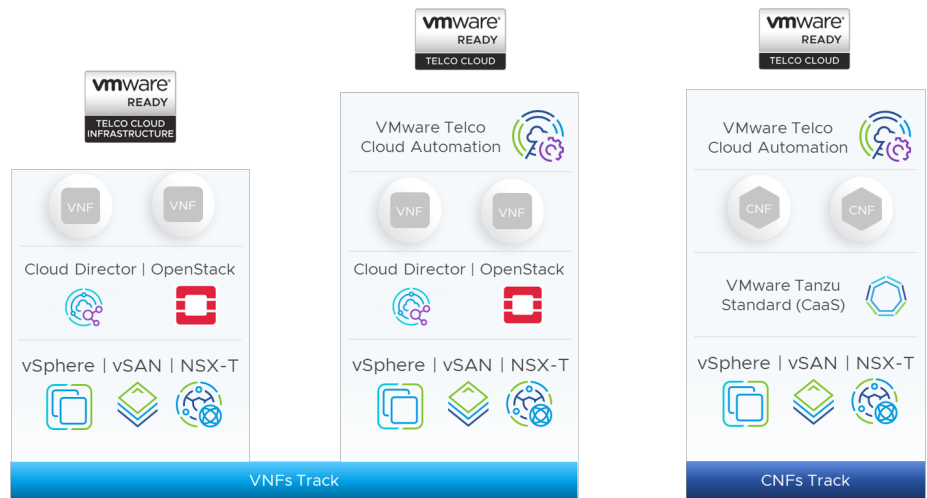 vmware®
READY
TELCO CLOUD
INFRASTRUCTURE
VNF VNF
Cloud Director | OpenStack
vSphere | vSAN | NSX-T
vmware®
READY
TELCO CLOUD
VMware Telco
Cloud Automation
VNF VNF
Cloud Director | OpenStack
vSphere | vSAN | NSX-T
VNFs Track
vmware®
READY
TELCO CLOUD
VMware Telco
Cloud Automation
CNF CNF
VMware Tanzu
Standard (CaaS)
vSphere | vSAN | NSX-T
CNFs Track